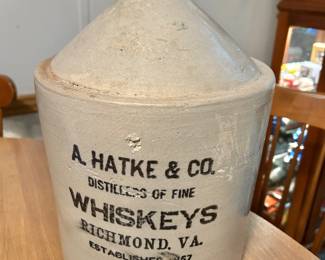 A. HATKE & CO.
DISTILLERS OF FINE
WHISKEYS
RICHMOND, VA.
ESTABLISHED